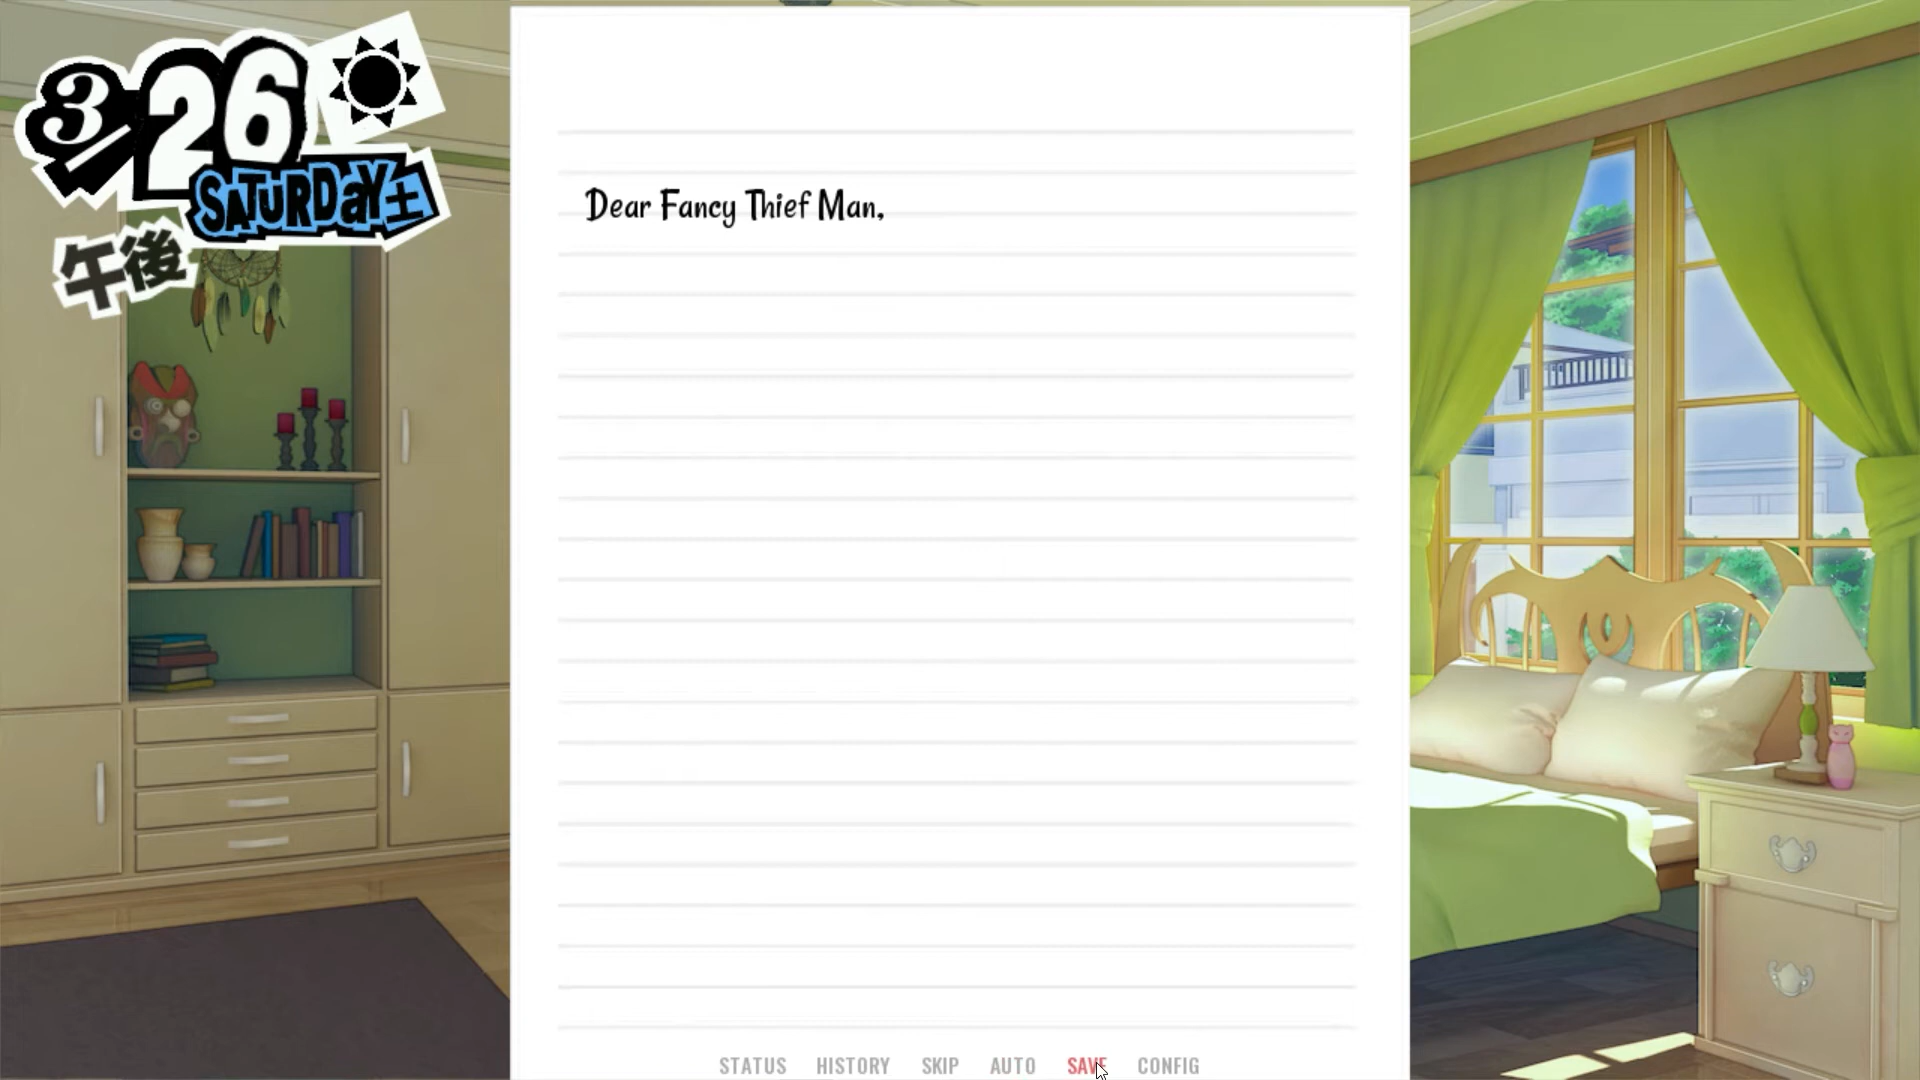 3/26
SATURDAY土
午後
Dear Fancy Thief Man,
STATUS HISTORY SKIP AUTO SAVE CONFIG